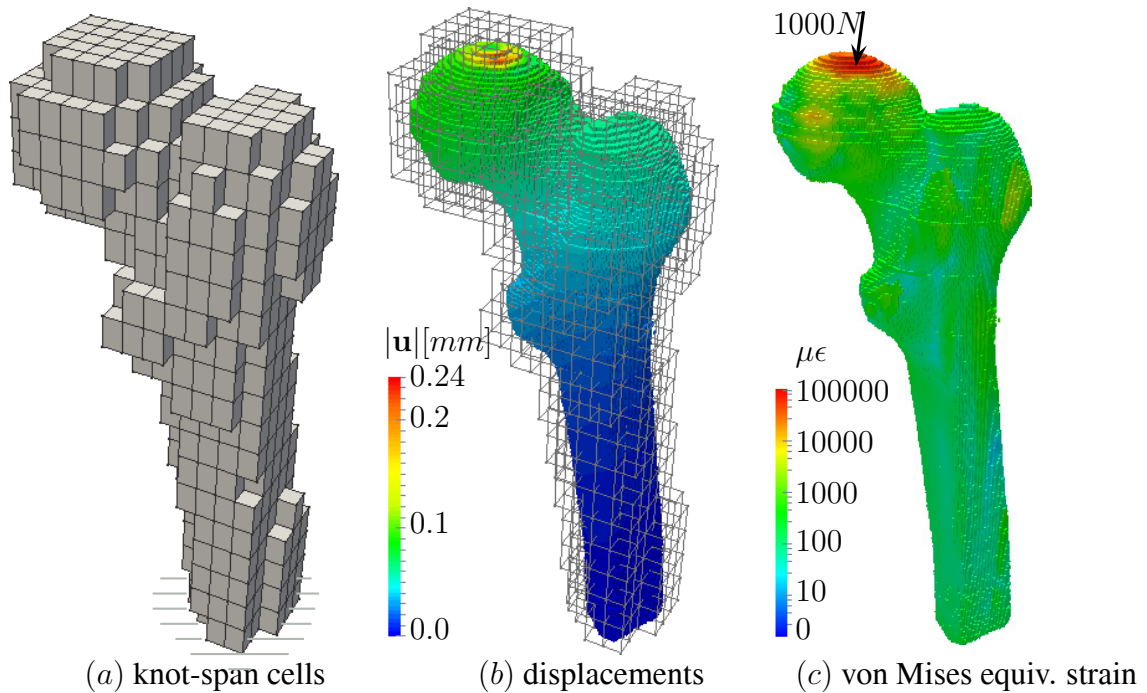 1000N
|u|[mm]
0.24
0.2
0.1
0.0
με
100000
10000
1000
100
10
0
(a) knot-span cells
(b) displacements
(c) von Mises equiv. strain